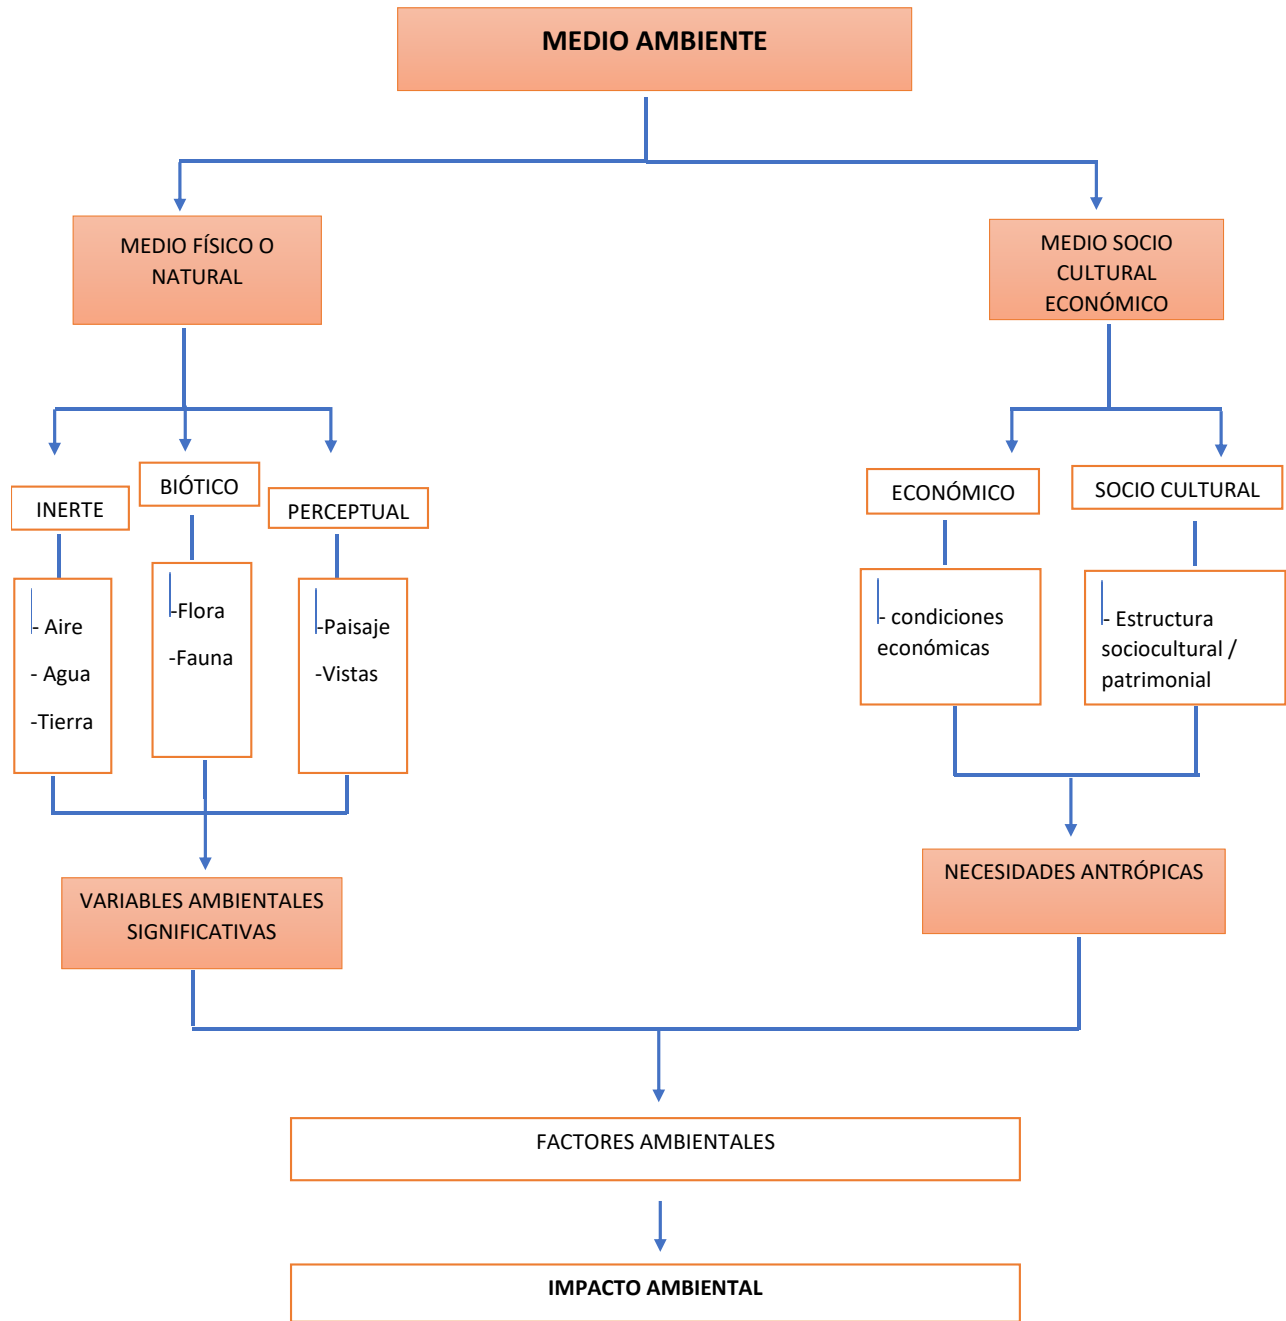 MEDIO AMBIENTE
MEDIO FÍSICO O
NATURAL
MEDIO SOCIO
CULTURAL
ECONÓMICO
INERTE
BIÓTICO
PERCEPTUAL
ECONÓMICO
SOCIO CULTURAL
- Aire
- Agua
-Tierra
-Flora
-Fauna
-Paisaje
-Vistas
- condiciones
económicas
- Estructura
sociocultural /
patrimonial
VARIABLES AMBIENTALES
SIGNIFICATIVAS
NECESIDADES ANTRÓPICAS
FACTORES AMBIENTALES
IMPACTO AMBIENTAL